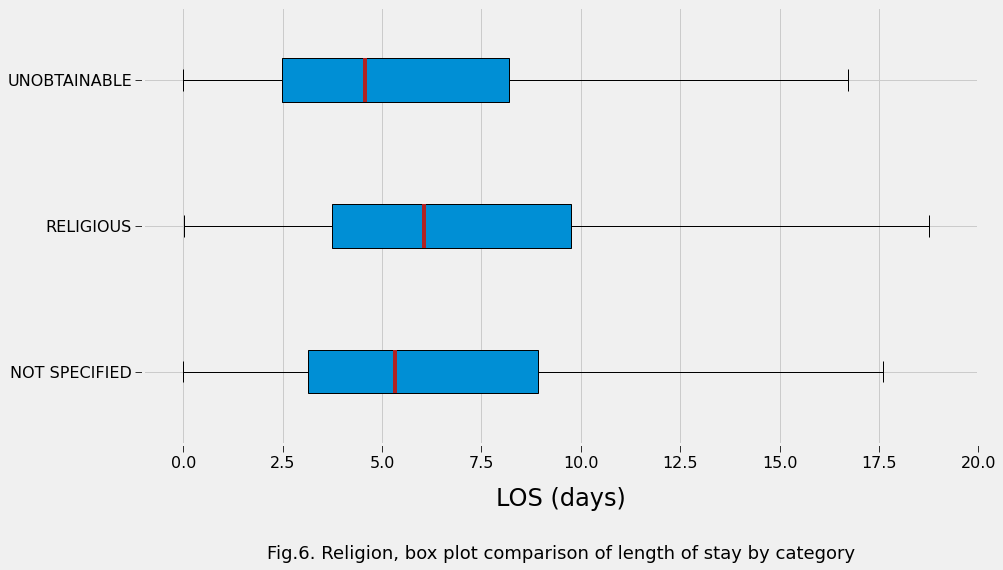 UNOBTAINABLE
RELIGIOUS
NOT SPECIFIED
0.0 2.5 5.0 7.5 10.0 12.5 15.0 17.5 20.0
LOS (days)
Fig.6. Religion, box plot comparison of length of stay by category